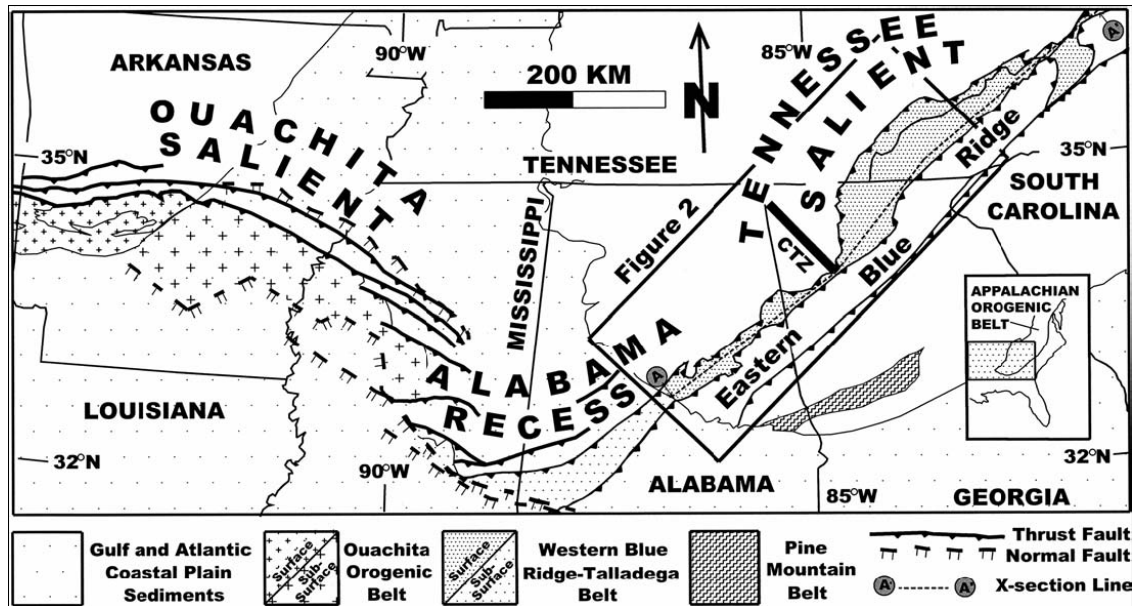 90°W
85°W
ARKANSAS
200 KM
N
OUACHITA
SALIENT
TENNESSEE
SALIENT
A'
35°N
TENNESSEE
Ridge
35°N
SOUTH
CAROLINA
Figure 2
CTZ
Blue
MISSISSIPPI
APPALACHIAN
OROGENIC
BELT
ALABAMA
RECESS
A
Eastern
LOUISIANA
32°N
90°W
ALABAMA
85°W
GEORGIA
32°N
Gulf and Atlantic
Coastal Plain
Sediments
Surface
Sub-
Surface
Ouachita
Orogenic
Belt
Surface
Sub-
Surface
Western Blue
Ridge-Talladega
Belt
Pine
Mountain
Belt
Thrust Fault
Normal Fault
A A' X-section Line